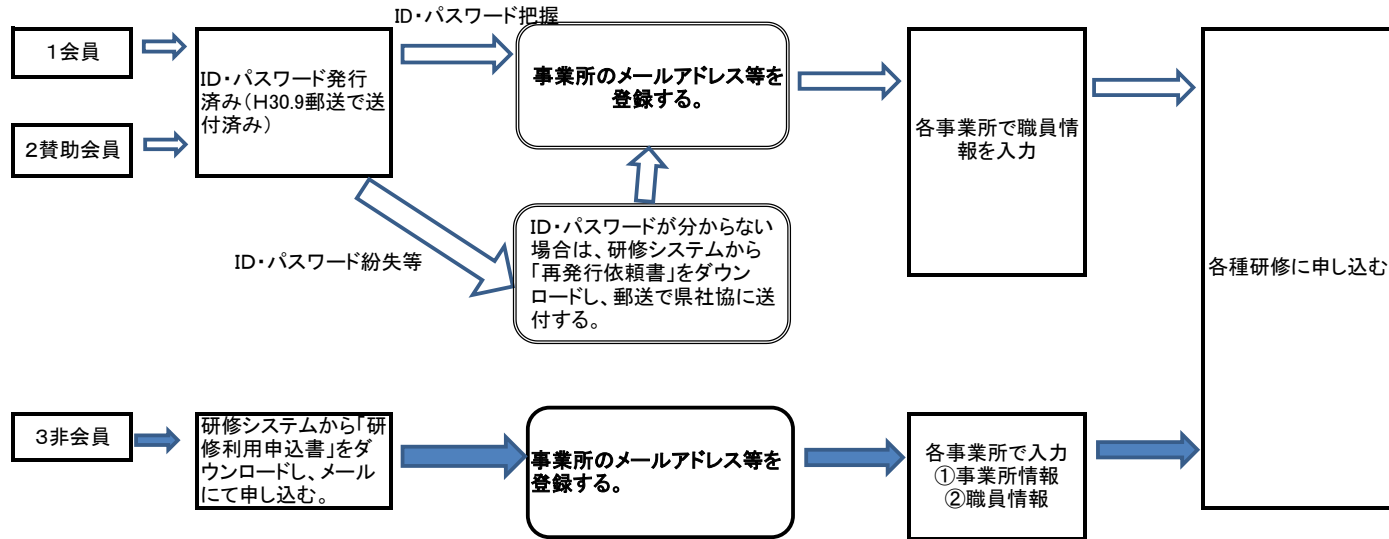 ID・パスワード把握
1会員
2賛助会員
ID・パスワード発行
済み(H30.9郵送で送
付済み)
事業所のメールアドレス等を
登録する。
各事業所で職員情
報を入力
各種研修に申し込む
ID・パスワード紛失等
ID・パスワードが分からない
場合は、研修システムから
「再発行依頼書」をダウン
ロードし、郵送で県社協に送
付する。
3非会員
研修システムから「研
修利用申込書」をダ
ウンロードし、メール
にて申し込む。
事業所のメールアドレス等を
登録する。
各事業所で入力
①事業所情報
②職員情報